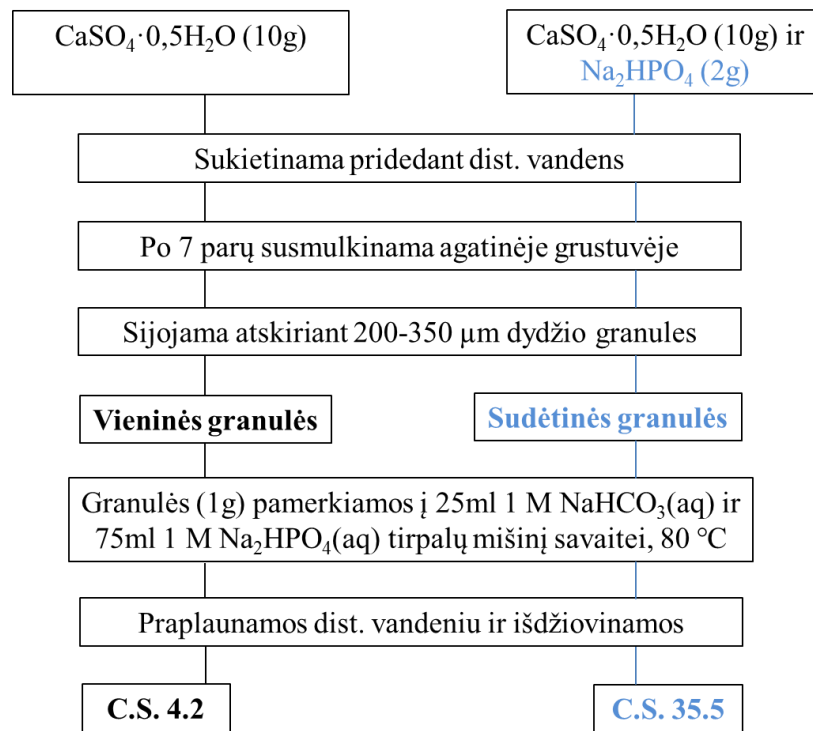 CaSO₄·0,5H₂O (10g)
CaSO₄·0,5H₂O (10g) ir
Na₂HPO₄ (2g)
Sukietinama pridedant dist. vandens
Po 7 parų susmulkinama agatinėje grustuvėje
Sijojama atskiriant 200-350 µm dydžio granules
Vieninės granulės
Sudėtinės granulės
Granulės (1g) pamerkiamos į 25ml 1 M NaHCO₃(aq) ir
75ml 1 M Na₂HPO₄(aq) tirpalų mišinį savaitei, 80 °C
Praplaunamos dist. vandeniu ir išdžiovinamos
C.S. 4.2
C.S. 35.5